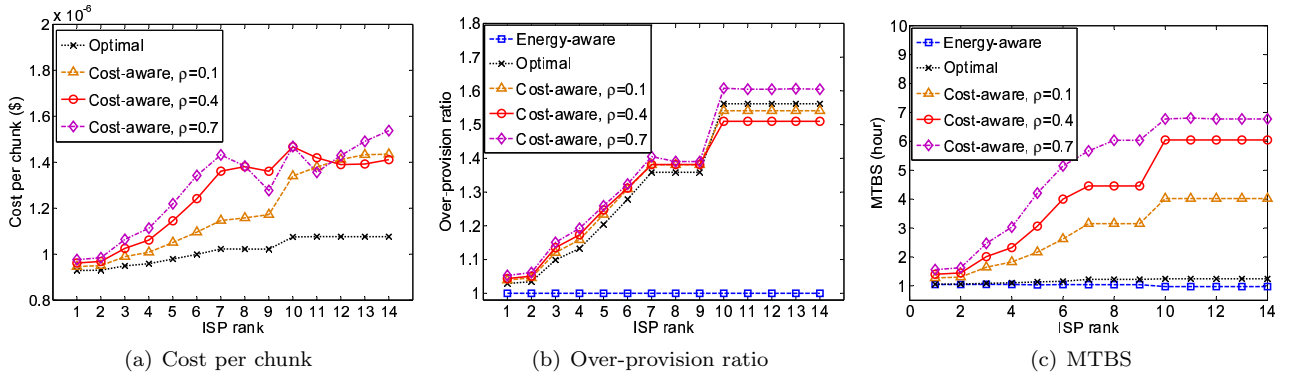 × 10⁻⁶
2
1.8
1.6
1.4
1.2
1
0.8
Cost per chunk ($)
Optimal
Cost-aware, ρ=0.1
Cost-aware, ρ=0.4
Cost-aware, ρ=0.7
1 2 3 4 5 6 7 8 9 10 11 12 13 14
ISP rank
(a) Cost per chunk
1.8
1.7
1.6
1.5
1.4
1.3
1.2
1.1
1
Over-provision ratio
Energy-aware
Optimal
Cost-aware, ρ=0.1
Cost-aware, ρ=0.4
Cost-aware, ρ=0.7
1 2 3 4 5 6 7 8 9 10 11 12 13 14
ISP rank
(b) Over-provision ratio
10
9
8
7
6
5
4
3
2
1
MTBS (hour)
Energy-aware
Optimal
Cost-aware, ρ=0.1
Cost-aware, ρ=0.4
Cost-aware, ρ=0.7
0 2 4 6 8 10 12 14
ISP rank
(c) MTBS